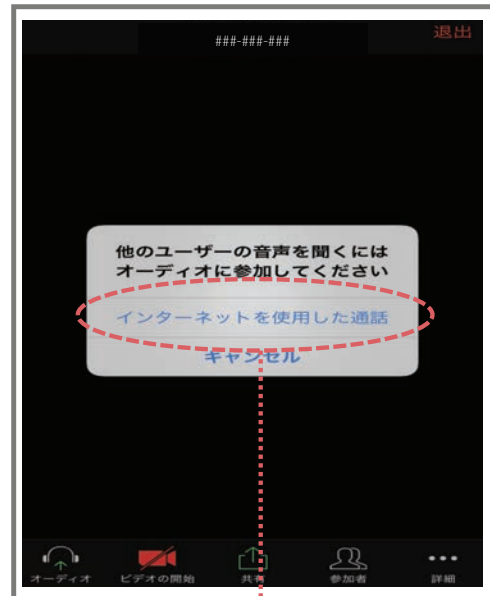 ###-###-###
退出
他のユーザーの音声を聞くには
オーディオに参加してください
インターネットを使用した通話
キャンセル
オーディオ
ビデオの開始
共有
参加者
詳細